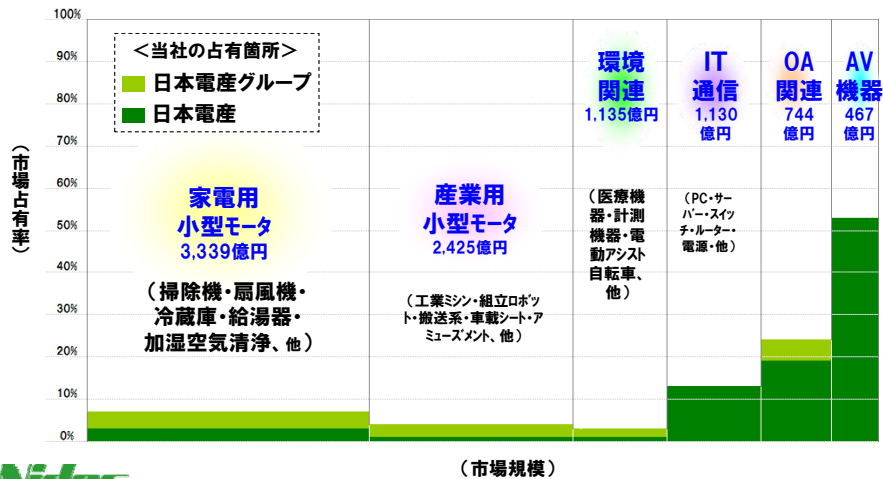 100%
90%
80%
70%
60%
50%
40%
30%
20%
10%
0%
(市場占有率)
<当社の占有箇所>
日本電産グループ
日本電産
家電用
小型モータ
3,339億円
(掃除機・扇風機・
冷蔵庫・給湯器・
加湿空気清浄、他)
産業用
小型モータ
2,425億円
(工業ミシン・組立ロボッ
ト・搬送系・車載シート・ア
ミューズメント、他)
環境
関連
1,135億円
(医療機
器・計測
機器・電
動アシスト
自転車、
他)
IT
通信
1,130
億円
(PC・サー
バー・スイッ
チ・ルーター・
電源・他)
OA
関連
744
億円
AV
機器
467
億円
(市場規模)
Nidec